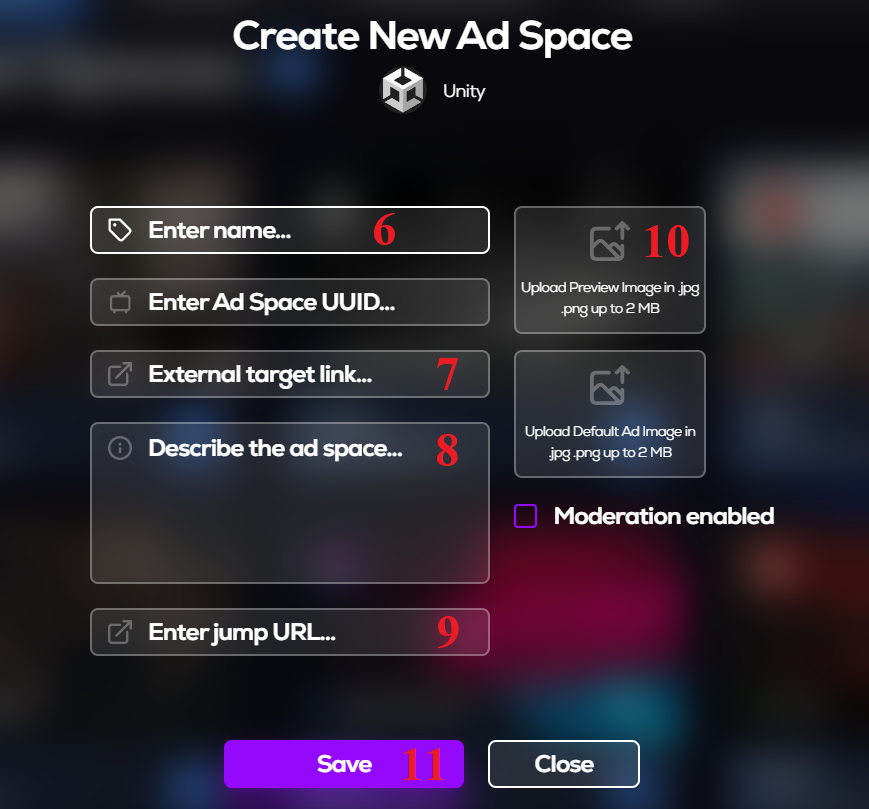 Create New Ad Space
Unity
Enter name... 6
Enter Ad Space UUID...
External target link... 7
Describe the ad space... 8
Enter jump URL... 9
10
Upload Preview Image in .jpg
.png up to 2 MB
Upload Default Ad Image in
.jpg .png up to 2 MB
Moderation enabled
Save 11
Close